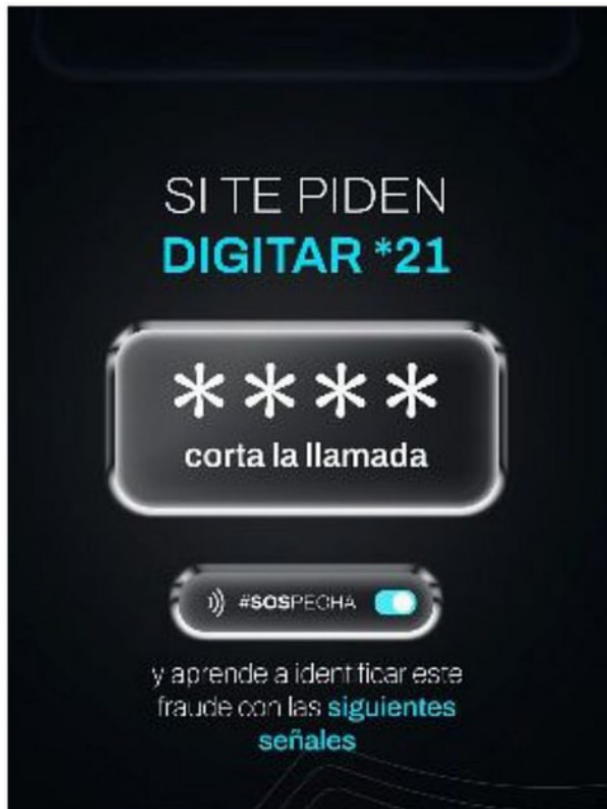 SI TE PIDEN
DIGITAR *21
****
corta la llamada
#SOSPECHA
y aprende a identificar este
fraude con las siguientes
señales